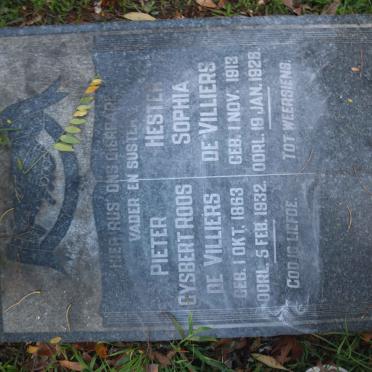 HIER RUS ONS LIEWE
VADER EN SUSTER
PIETER
GYSBERT ROOS
DE VILLIERS
GEB. 1 OKT. 1863
OORL. 5 FEB. 1932.
GOD IS LIEFDE.
HESTER
SOPHIA
DE VILLIERS
GEB. 1 NOV. 1913
OORL. 19 JAN. 1928.
TOT WEERSIENS.